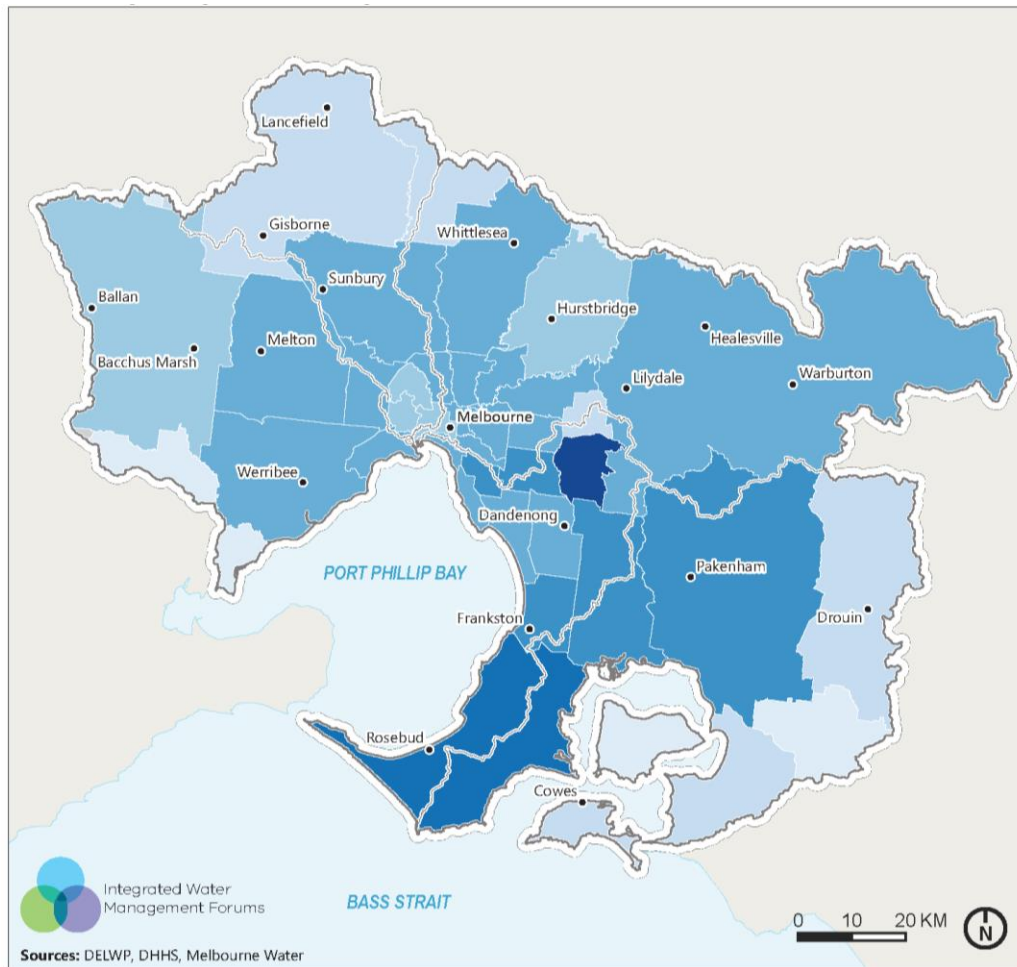 Lancefield
Gisborne
Whittlesea
Sunbury
Ballan
Hurstbridge
Healesville
Melton
Bacchus Marsh
Lilydale
Warburton
Melbourne
Werribee
Dandenong
PORT PHILLIP BAY
Pakenham
Drouin
Frankston
Rosebud
Cowes
Integrated Water
Management Forums
BASS STRAIT
0 10 20 KM
N
Sources: DELWP, DHHS, Melbourne Water